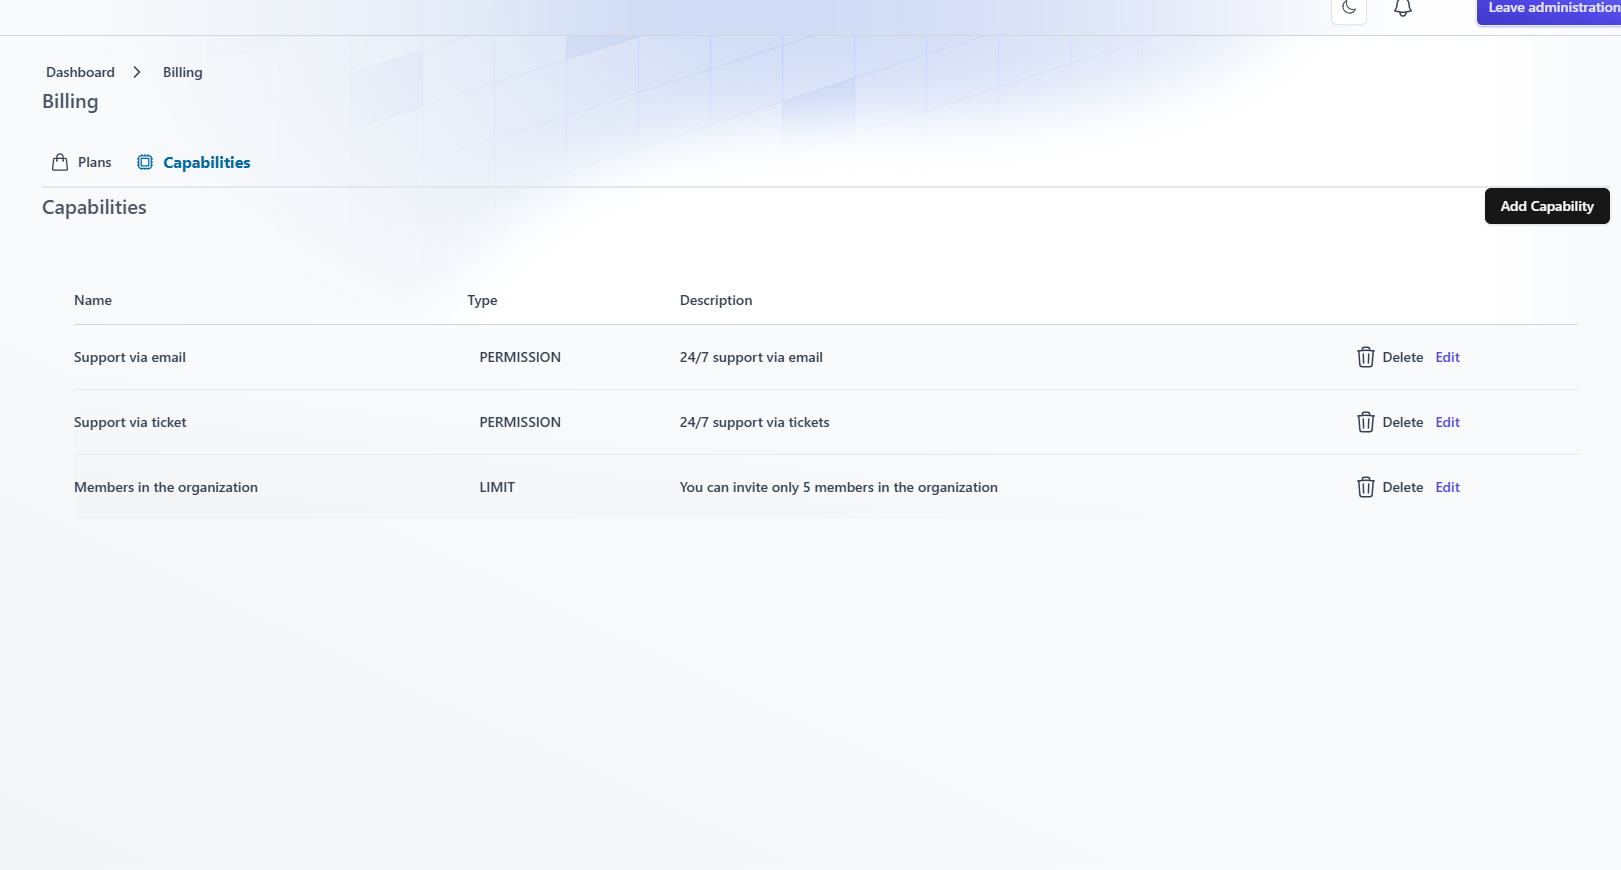 Leave administration
Dashboard > Billing
Billing
Plans Capabilities
Capabilities
Add Capability
Name Type Description
Support via email PERMISSION 24/7 support via email Delete Edit
Support via ticket PERMISSION 24/7 support via tickets Delete Edit
Members in the organization LIMIT You can invite only 5 members in the organization Delete Edit